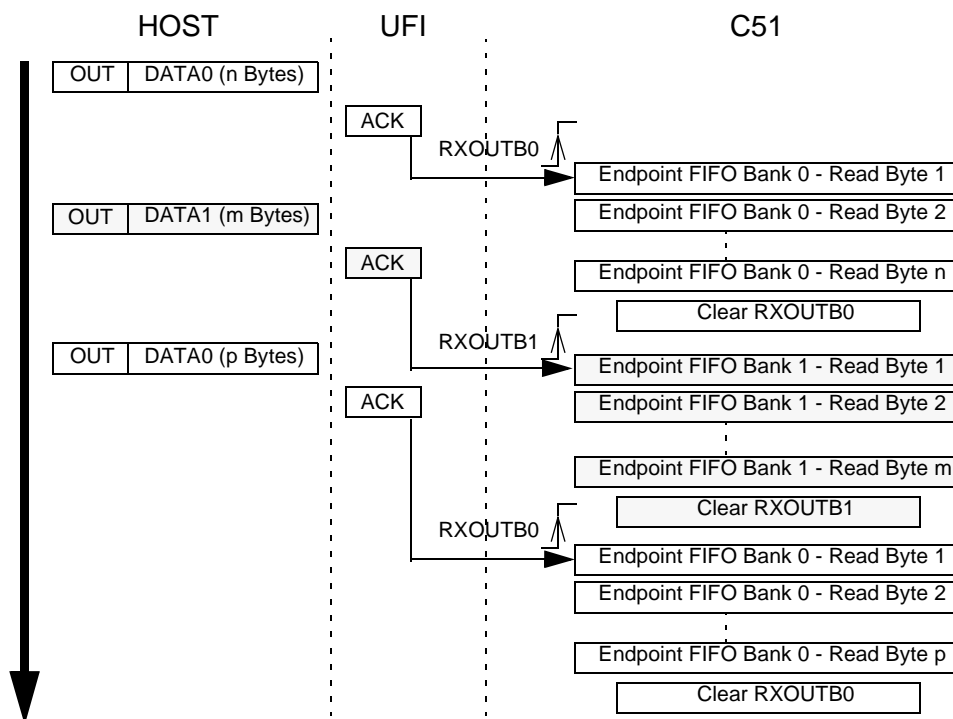 HOST UFI C51
OUT DATA0 (n Bytes)
ACK
RXOUTB0
Endpoint FIFO Bank 0 - Read Byte 1
OUT DATA1 (m Bytes)
Endpoint FIFO Bank 0 - Read Byte 2
ACK
Endpoint FIFO Bank 0 - Read Byte n
Clear RXOUTB0
RXOUTB1
OUT DATA0 (p Bytes)
Endpoint FIFO Bank 1 - Read Byte 1
ACK
Endpoint FIFO Bank 1 - Read Byte 2
Endpoint FIFO Bank 1 - Read Byte m
Clear RXOUTB1
RXOUTB0
Endpoint FIFO Bank 0 - Read Byte 1
Endpoint FIFO Bank 0 - Read Byte 2
Endpoint FIFO Bank 0 - Read Byte p
Clear RXOUTB0